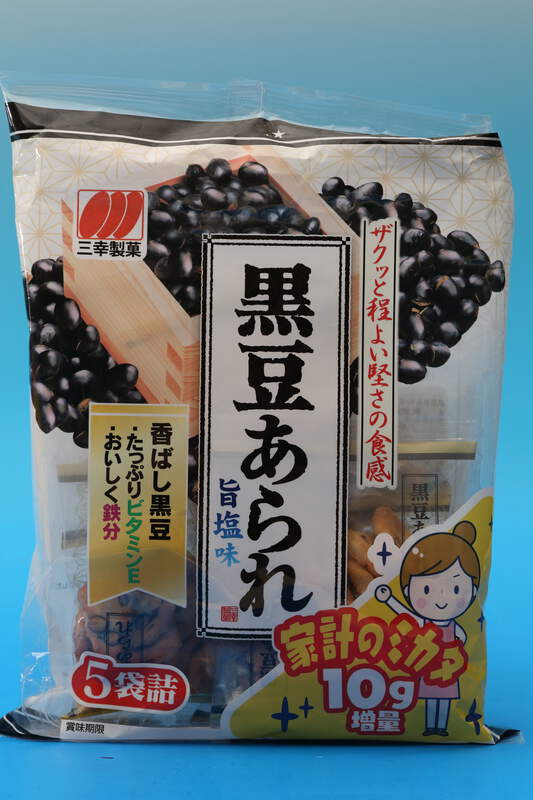 三幸製菓
ザクッと程よい堅さの食感
黒豆あられ
旨塩味
香ばし黒豆
・たっぷりビタミンE
・おいしく鉄分
黒豆あ
家計のミカタ
10g
増量
5袋詰
賞味期限